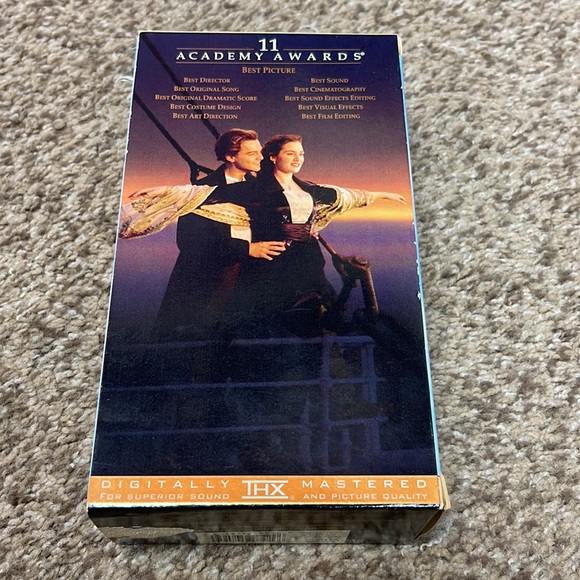 11
ACADEMY AWARDS®
BEST PICTURE
BEST DIRECTOR
BEST ORIGINAL SONG
BEST ORIGINAL DRAMATIC SCORE
BEST COSTUME DESIGN
BEST ART DIRECTION
BEST SOUND
BEST CINEMATOGRAPHY
BEST SOUND EFFECTS EDITING
BEST VISUAL EFFECTS
BEST FILM EDITING
DIGITALLY THX® MASTERED
FOR SUPERIOR SOUND AND PICTURE QUALITY